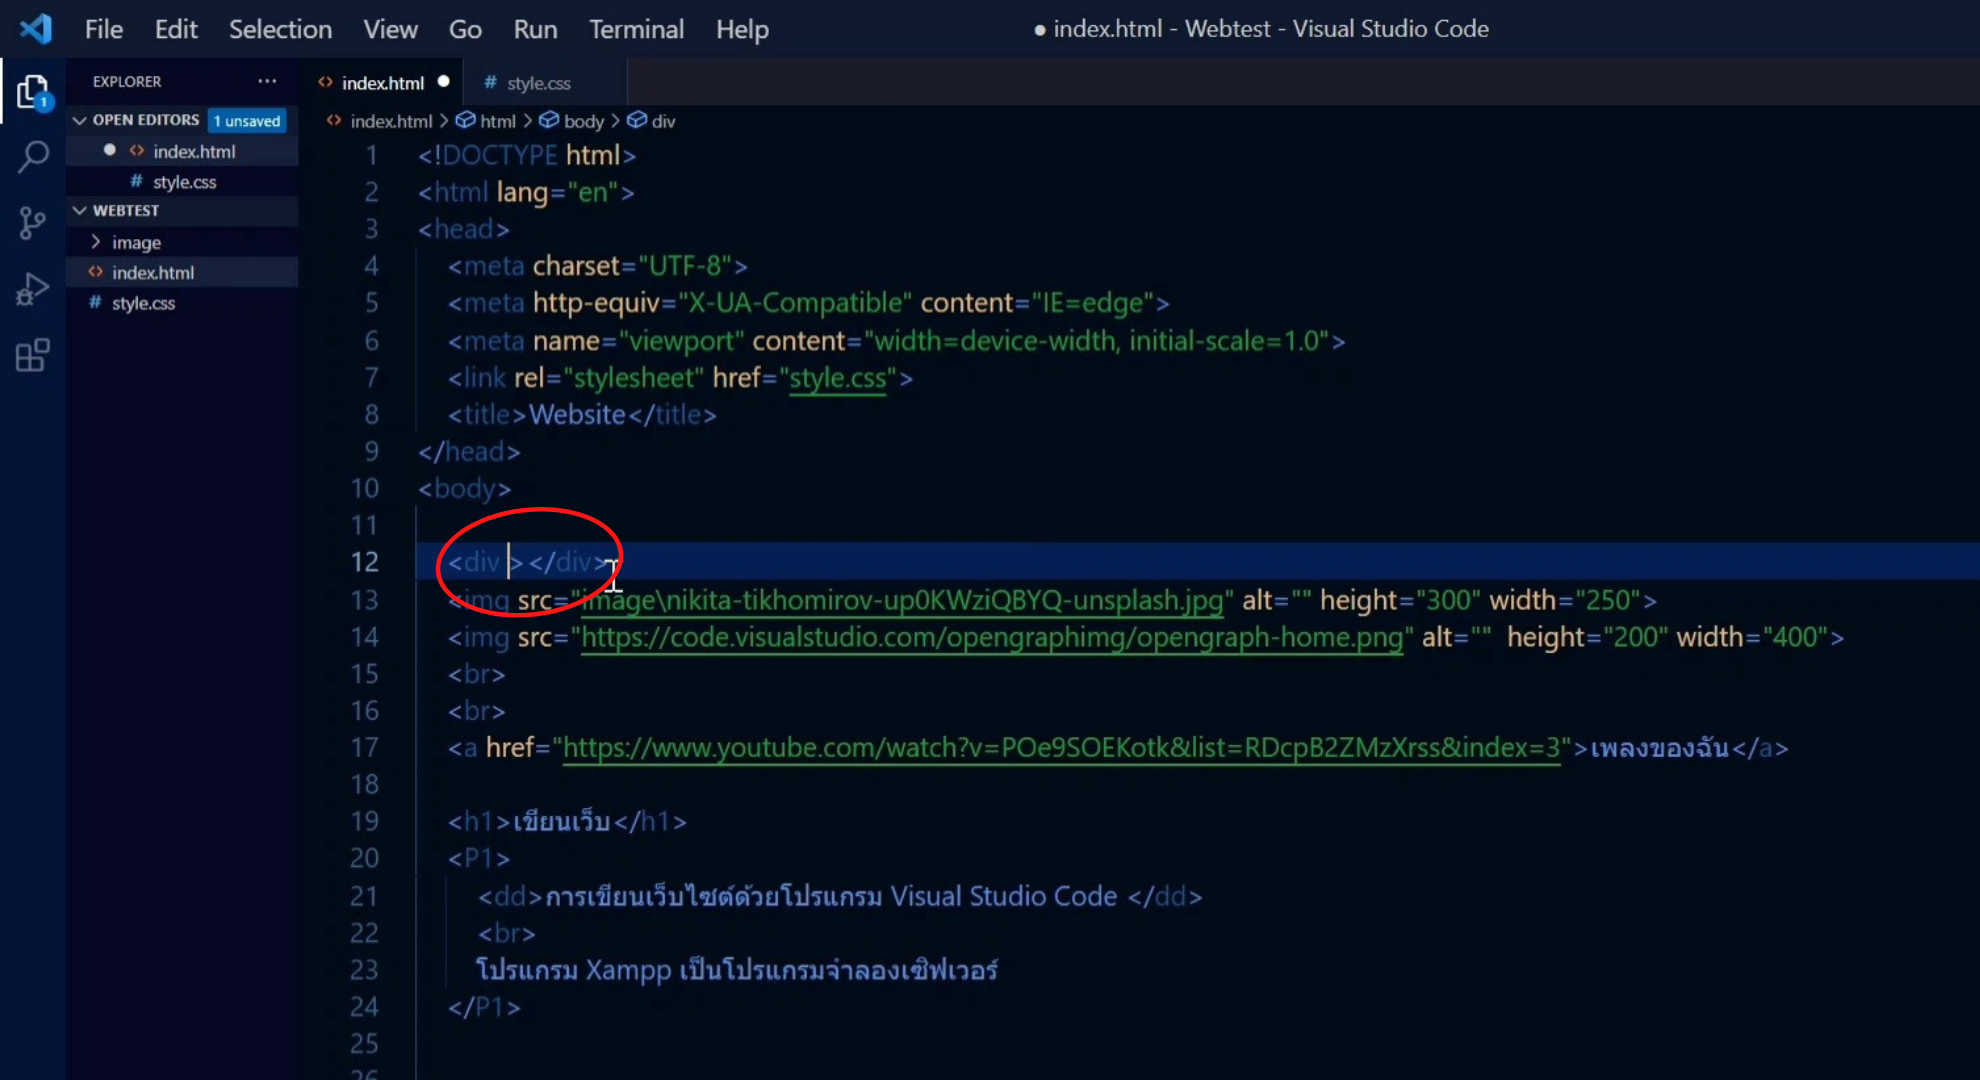 File Edit Selection View Go Run Terminal Help
● index.html - Webtest - Visual Studio Code
EXPLORER ···
OPEN EDITORS 1 unsaved
index.html
# style.css
WEBTEST
image
index.html
# style.css
1
index.html
# style.css
index.html > html > body > div
1 <!DOCTYPE html>
2 <html lang="en">
3 <head>
4 <meta charset="UTF-8">
5 <meta http-equiv="X-UA-Compatible" content="IE=edge">
6 <meta name="viewport" content="width=device-width, initial-scale=1.0">
7 <link rel="stylesheet" href="style.css">
8 <title>Website</title>
9 </head>
10 <body>
11
12 <div ></div>
13 <img src="image\nikita-tikhomirov-up0KWziQBYQ-unsplash.jpg" alt="" height="300" width="250">
14 <img src="https://code.visualstudio.com/opengraphimg/opengraph-home.png" alt="" height="200" width="400">
15 <br>
16 <br>
17 <a href="https://www.youtube.com/watch?v=POe9SOEKotk&list=RDcpB2ZMzXrss&index=3">เพลงของฉัน</a>
18
19 <h1>เขียนเว็บ</h1>
20 <P1>
21 <dd>การเขียนเว็บไซต์ด้วยโปรแกรม Visual Studio Code </dd>
22 <br>
23 โปรแกรม Xampp เป็นโปรแกรมจำลองเซิฟเวอร์
24 </P1>
25
26